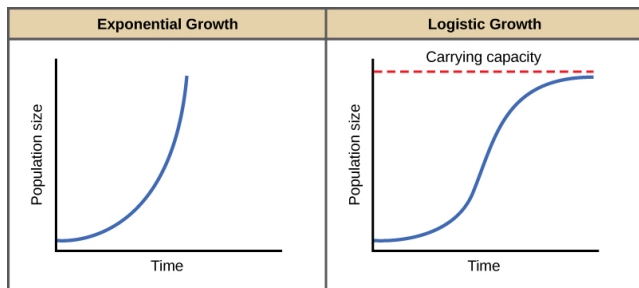 Exponential Growth
Population size
Time
Logistic Growth
Carrying capacity
Population size
Time